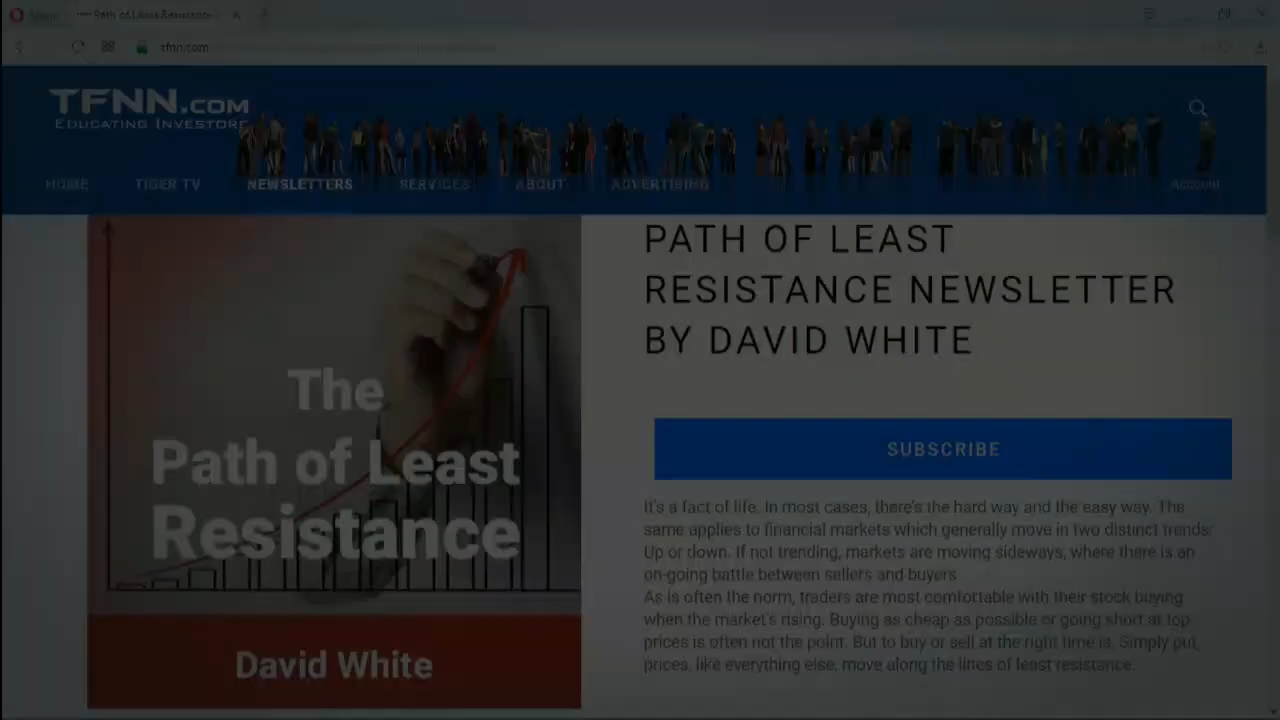 Path of Least Resistance
tfnn.com
TFNN.COM
EDUCATING INVESTORS
HOME TIGER TV NEWSLETTERS SERVICES ABOUT ADVERTISING Account
PATH OF LEAST
RESISTANCE NEWSLETTER
BY DAVID WHITE
The
Path of Least
Resistance
David White
SUBSCRIBE
It's a fact of life. In most cases, there's the hard way and the easy way. The
same applies to financial markets which generally move in two distinct trends:
Up or down. If not trending, markets are moving sideways, where there is an
on-going battle between sellers and buyers
As is often the norm, traders are most comfortable with their stock buying
when the market's rising. Buying as cheap as possible or going short at top
prices is often not the point. But to buy or sell at the right time is. Simply put,
prices, like everything else, move along the lines of least resistance.